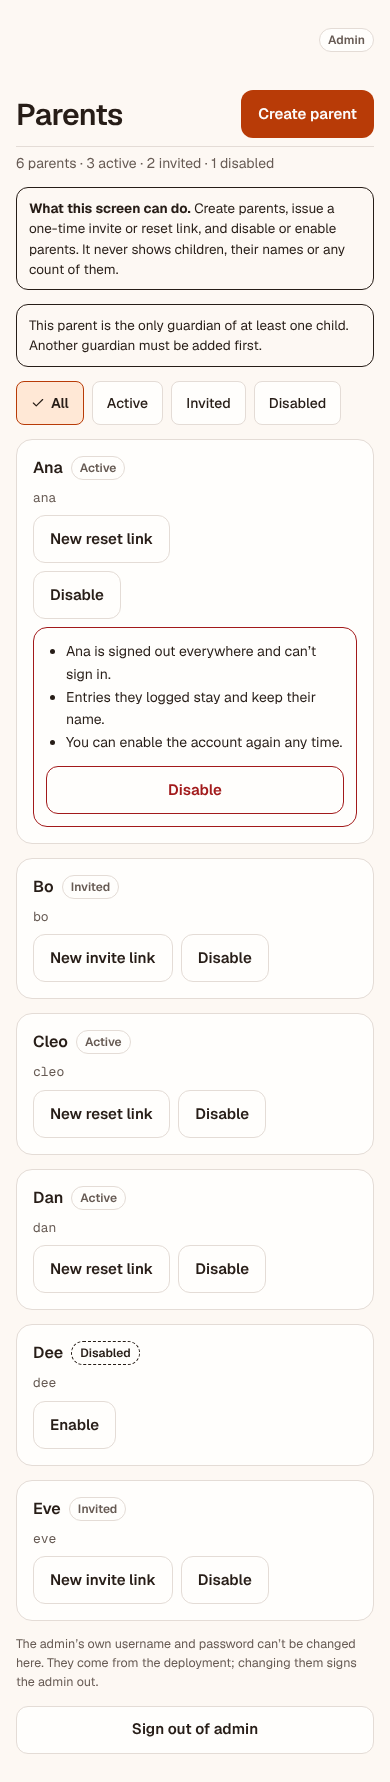 Admin
Parents
Create parent
6 parents · 3 active · 2 invited · 1 disabled
What this screen can do. Create parents, issue a
one-time invite or reset link, and disable or enable
parents. It never shows children, their names or any
count of them.
This parent is the only guardian of at least one child.
Another guardian must be added first.
✓ All
Active
Invited
Disabled
Ana
Active
ana
New reset link
Disable
• Ana is signed out everywhere and can’t
sign in.
• Entries they logged stay and keep their
name.
• You can enable the account again any time.
Disable
Bo
Invited
bo
New invite link
Disable
Cleo
Active
cleo
New reset link
Disable
Dan
Active
dan
New reset link
Disable
Dee
Disabled
dee
Enable
Eve
Invited
eve
New invite link
Disable
The admin’s own username and password can’t be changed
here. They come from the deployment; changing them signs
the admin out.
Sign out of admin